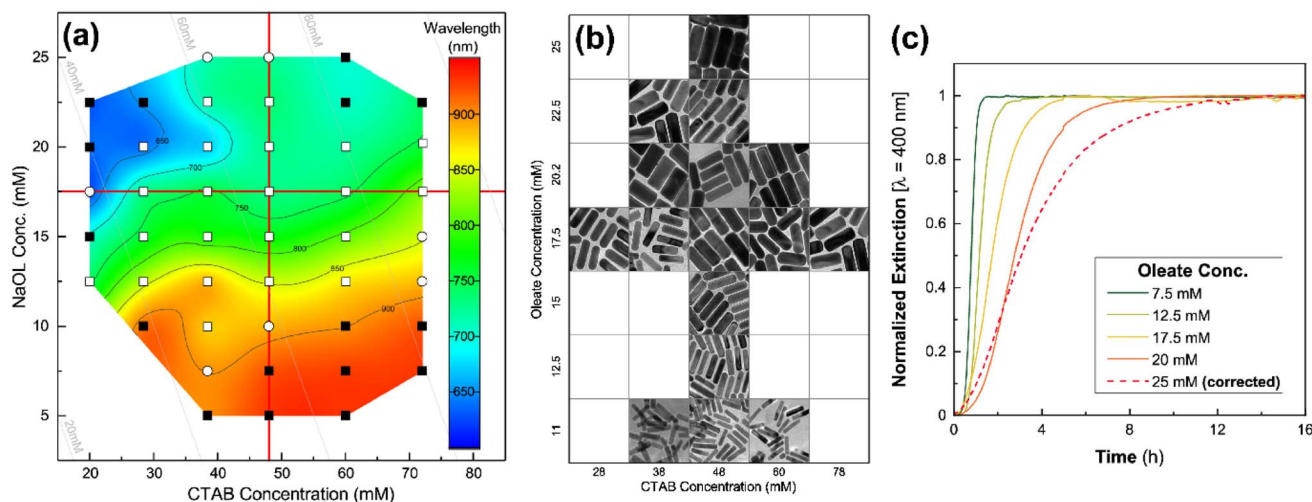 (a)
Wavelength
(nm)
NaOL Conc. (mM)
25
20
15
10
5
20
30
40
50
60
70
80
CTAB Concentration (mM)
40mM
60mM
80mM
20mM
650
700
750
800
850
900
900
850
800
750
700
650
(b)
Oleate Concentration (mM)
25
22.5
20.2
17.5
15
12.5
11
28
38
48
60
78
CTAB Concentration (mM)
(c)
Normalized Extinction [λ = 400 nm]
1
0.8
0.6
0.4
0.2
0
0
4
8
12
16
Time (h)
Oleate Conc.
7.5 mM
12.5 mM
17.5 mM
20 mM
25 mM (corrected)